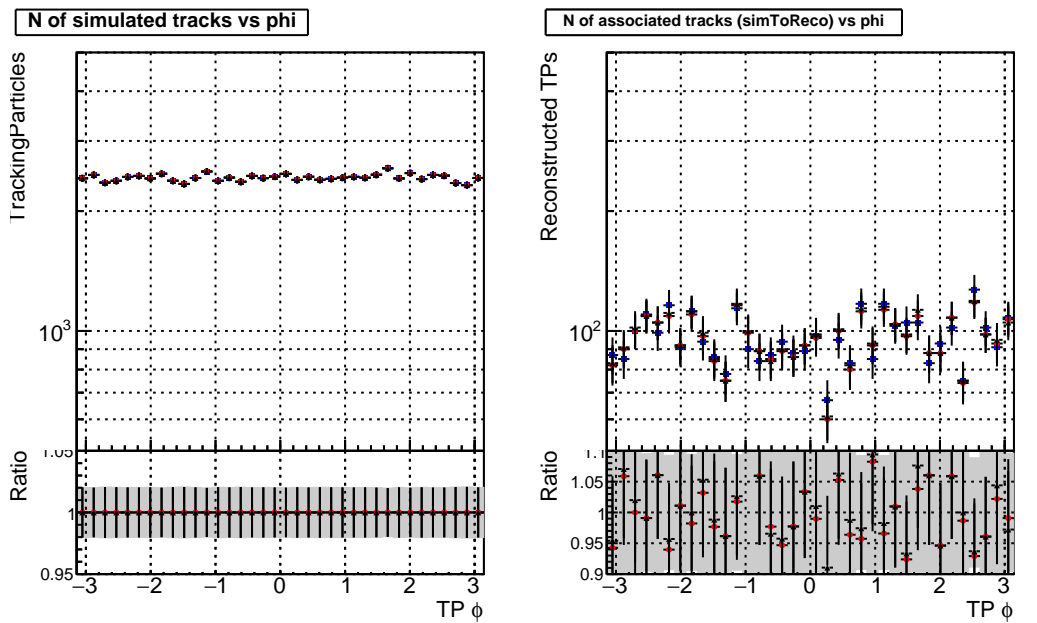 N of simulated tracks vs phi
TrackingParticles
10³
1.05
Ratio
1
0.95
−3 −2 −1 0 1 2 3
TP ϕ
N of associated tracks (simToReco) vs phi
Reconstructed TPs
10²
1.1
Ratio
1.05
1
0.95
0.9
−3 −2 −1 0 1 2 3
TP ϕ